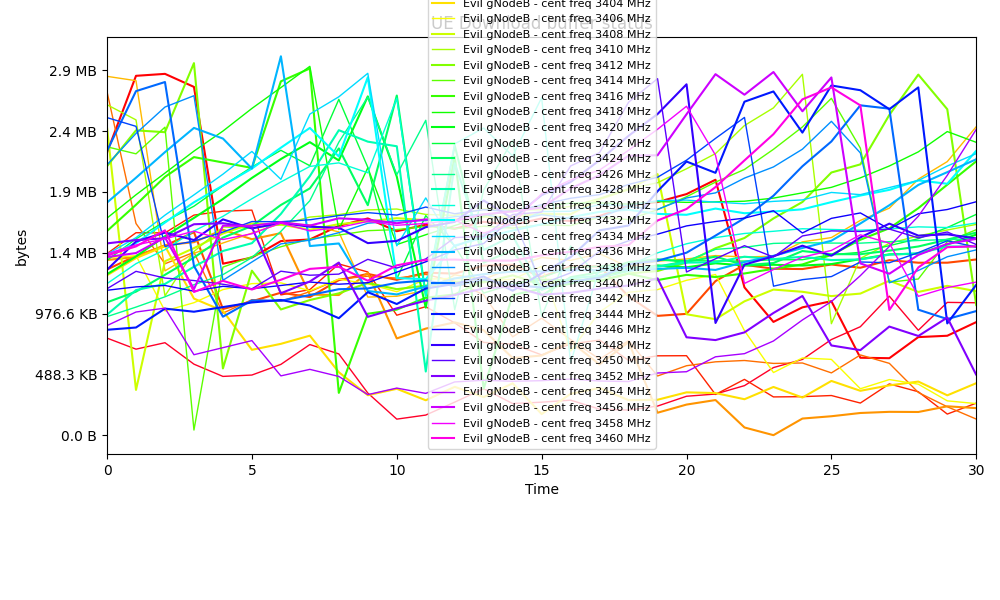 UE Download buffer status
Evil gNodeB - cent freq 3404 MHz
Evil gNodeB - cent freq 3406 MHz
Evil gNodeB - cent freq 3408 MHz
Evil gNodeB - cent freq 3410 MHz
Evil gNodeB - cent freq 3412 MHz
Evil gNodeB - cent freq 3414 MHz
Evil gNodeB - cent freq 3416 MHz
Evil gNodeB - cent freq 3418 MHz
Evil gNodeB - cent freq 3420 MHz
Evil gNodeB - cent freq 3422 MHz
Evil gNodeB - cent freq 3424 MHz
Evil gNodeB - cent freq 3426 MHz
Evil gNodeB - cent freq 3428 MHz
Evil gNodeB - cent freq 3430 MHz
Evil gNodeB - cent freq 3432 MHz
Evil gNodeB - cent freq 3434 MHz
Evil gNodeB - cent freq 3436 MHz
Evil gNodeB - cent freq 3438 MHz
Evil gNodeB - cent freq 3440 MHz
Evil gNodeB - cent freq 3442 MHz
Evil gNodeB - cent freq 3444 MHz
Evil gNodeB - cent freq 3446 MHz
Evil gNodeB - cent freq 3448 MHz
Evil gNodeB - cent freq 3450 MHz
Evil gNodeB - cent freq 3452 MHz
Evil gNodeB - cent freq 3454 MHz
Evil gNodeB - cent freq 3456 MHz
Evil gNodeB - cent freq 3458 MHz
Evil gNodeB - cent freq 3460 MHz
bytes
2.9 MB
2.4 MB
1.9 MB
1.4 MB
976.6 KB
488.3 KB
0.0 B
0 5 10 15 20 25 30
Time